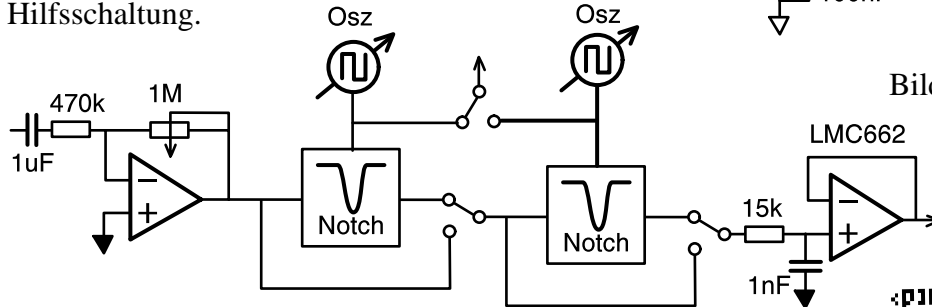 Hilfsschaltung.
Osz
Osz
470k
1M
1uF
Notch
Notch
Bild
LMC662
15k
1nF